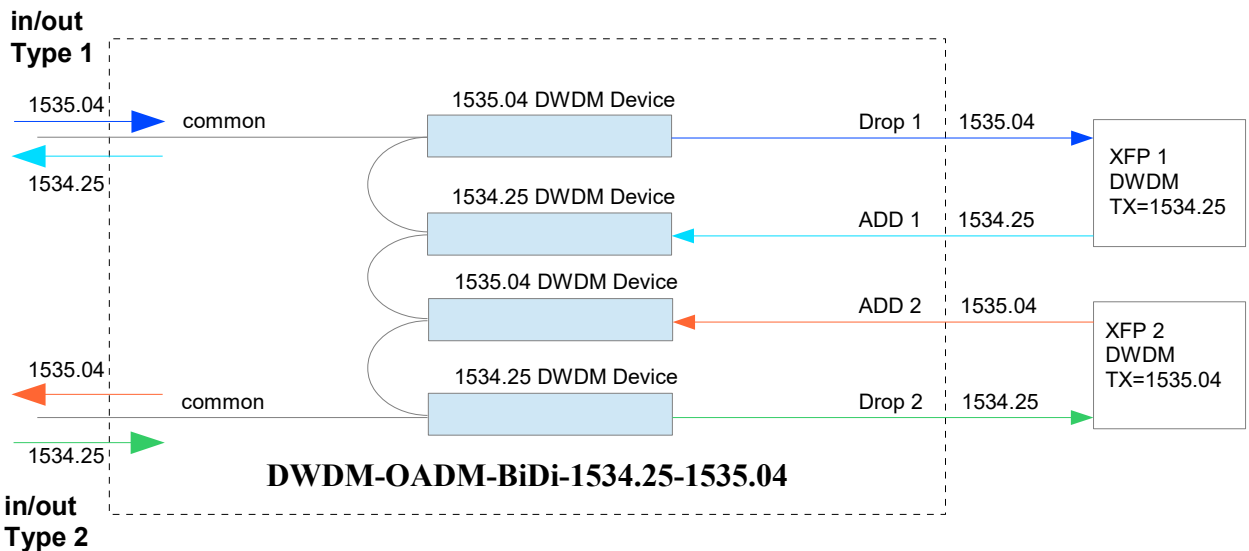 in/out
Type 1
1535.04
common
1534.25
1535.04 DWDM Device
Drop 1
1535.04
XFP 1
DWDM
TX=1534.25
1534.25 DWDM Device
ADD 1
1534.25
1535.04 DWDM Device
ADD 2
1535.04
XFP 2
DWDM
TX=1535.04
1535.04
common
1534.25
1534.25 DWDM Device
Drop 2
1534.25
DWDM-OADM-BiDi-1534.25-1535.04
in/out
Type 2